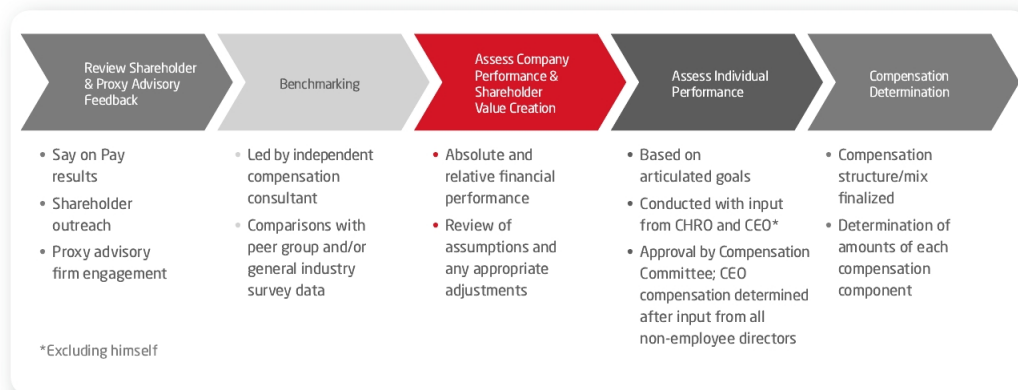 Review Shareholder
& Proxy Advisory
Feedback
• Say on Pay
results
• Shareholder
outreach
• Proxy advisory
firm engagement
Benchmarking
• Led by independent
compensation
consultant
• Comparisons with
peer group and/or
general industry
survey data
Assess Company
Performance &
Shareholder
Value Creation
• Absolute and
relative financial
performance
• Review of
assumptions and
any appropriate
adjustments
Assess Individual
Performance
• Based on
articulated goals
• Conducted with input
from CHRO and CEO*
• Approval by Compensation
Committee; CEO
compensation determined
after input from all
non-employee directors
Compensation
Determination
• Compensation
structure/mix
finalized
• Determination of
amounts of each
compensation
component
*Excluding himself